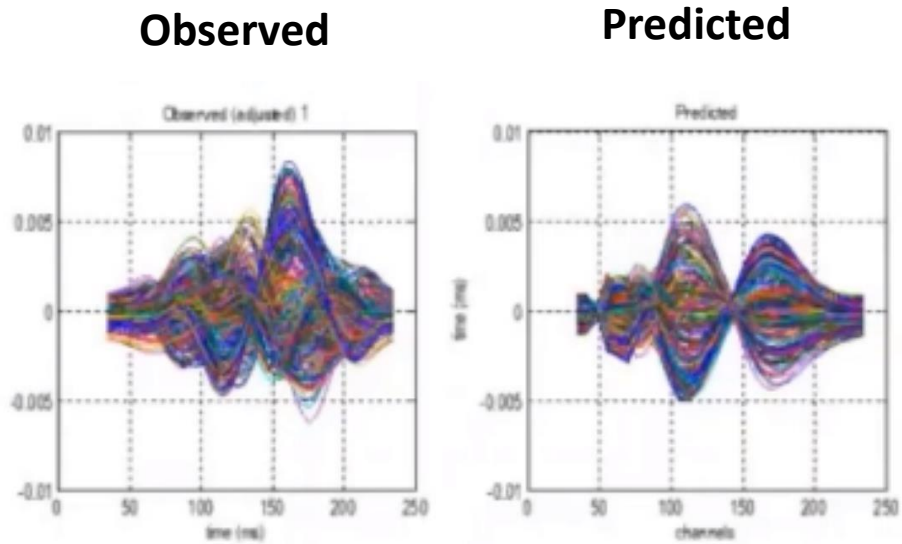 Observed
Predicted
Observed (adjusted) 1
Predicted
0.01
0.005
0
-0.005
-0.01
0 50 100 150 200 250
time (ms)
0.01
0.005
0
-0.005
-0.01
0 50 100 150 200 250
channels
time (ms)